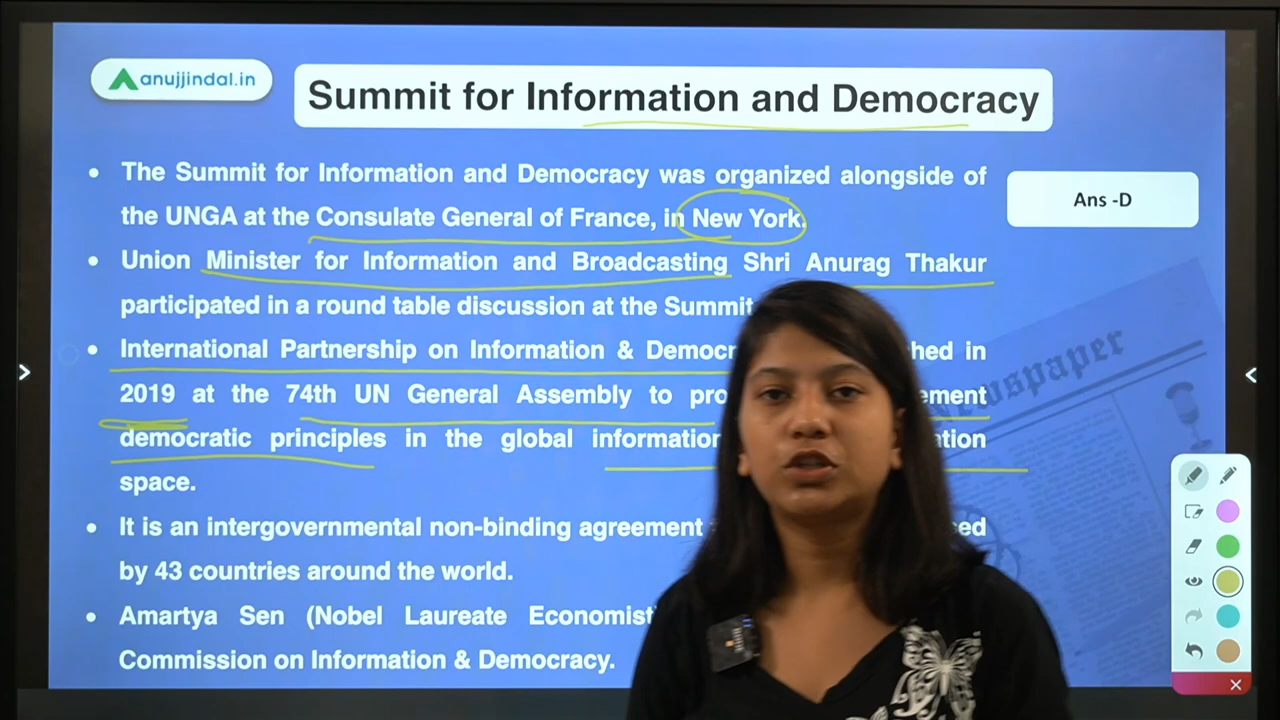 anujjindal.in
Summit for Information and Democracy
The Summit for Information and Democracy was organized alongside of
the UNGA at the Consulate General of France, in New York.
Ans -D
Union Minister for Information and Broadcasting Shri Anurag Thakur
participated in a round table discussion at the Summit
International Partnership on Information & in
2019 at the 74th UN General Assembly to
democratic principles in the global
space.
It is an intergovernmental non-binding agreement
by 43 countries around the world.
Amartya Sen (Nobel Laureate
Commission on Information & Democracy.
Newspaper